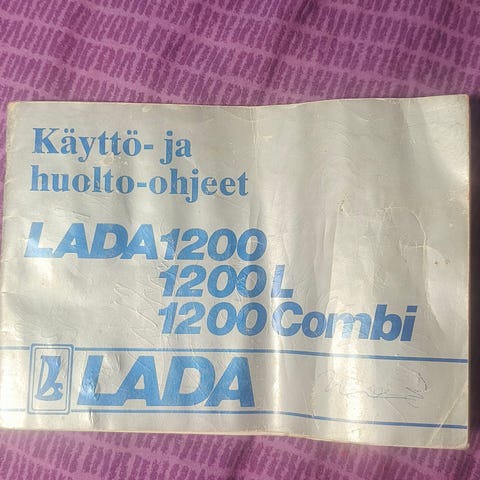 Käyttö- ja
huolto-ohjeet
LADA 1200
1200 L
1200 Combi
LADA